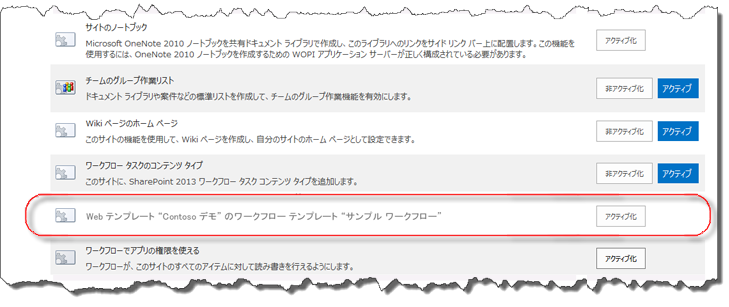 サイトのノートブック
Microsoft OneNote 2010 ノートブックを共有ドキュメント ライブラリで作成し、このライブラリへのリンクをサイド リンク バー上に配置します。この機能を
使用するには、OneNote 2010 ノートブックを作成するための WOPI アプリケーション サーバーが正しく構成されている必要があります。
アクティブ化
チームのグループ作業リスト
ドキュメント ライブラリや案件などの標準リストを作成して、チームのグループ作業機能を有効にします。
非アクティブ化 アクティブ
Wiki ページのホーム ページ
このサイトの機能を使用して、Wiki ページを作成し、自分のサイトのホーム ページとして設定できます。
非アクティブ化 アクティブ
ワークフロー タスクのコンテンツ タイプ
このサイトに、SharePoint 2013 ワークフロー タスク コンテンツ タイプを追加します。
非アクティブ化 アクティブ
Web テンプレート “Contoso デモ” のワークフロー テンプレート “サンプル ワークフロー”
アクティブ化
ワークフローでアプリの権限を使える
ワークフローが、このサイトのすべてのアイテムに対して読み書きを行えるようにします。
アクティブ化